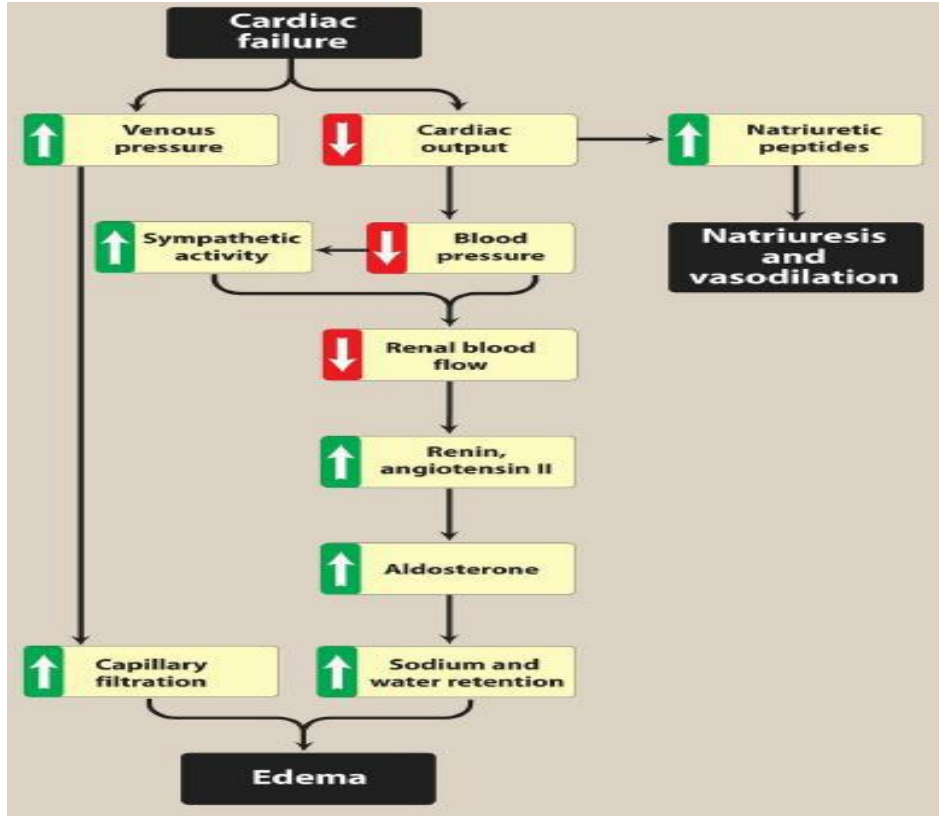 Cardiac
failure
Venous
pressure
Cardiac
output
Natriuretic
peptides
Sympathetic
activity
Blood
pressure
Natriuresis
and
vasodilation
Renal blood
flow
Renin,
angiotensin II
Aldosterone
Capillary
filtration
Sodium and
water retention
Edema